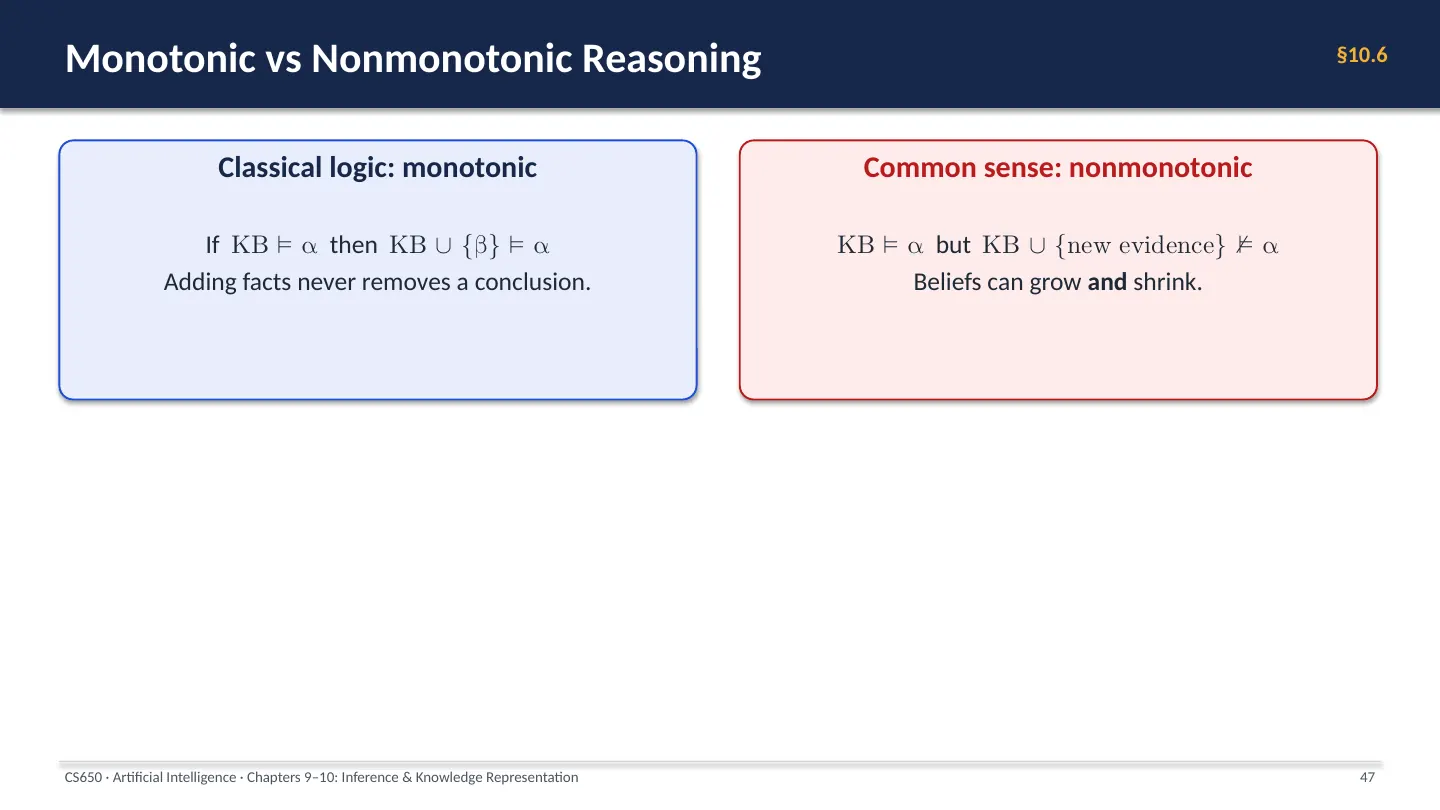 Monotonic vs Nonmonotonic Reasoning
§10.6
Classical logic: monotonic
If KB ⊨ α then KB ∪ {β} ⊨ α
Adding facts never removes a conclusion.
Common sense: nonmonotonic
KB ⊨ α but KB ∪ {new evidence} ⊭ α
Beliefs can grow and shrink.
CS650 · Artificial Intelligence · Chapters 9–10: Inference & Knowledge Representation
47